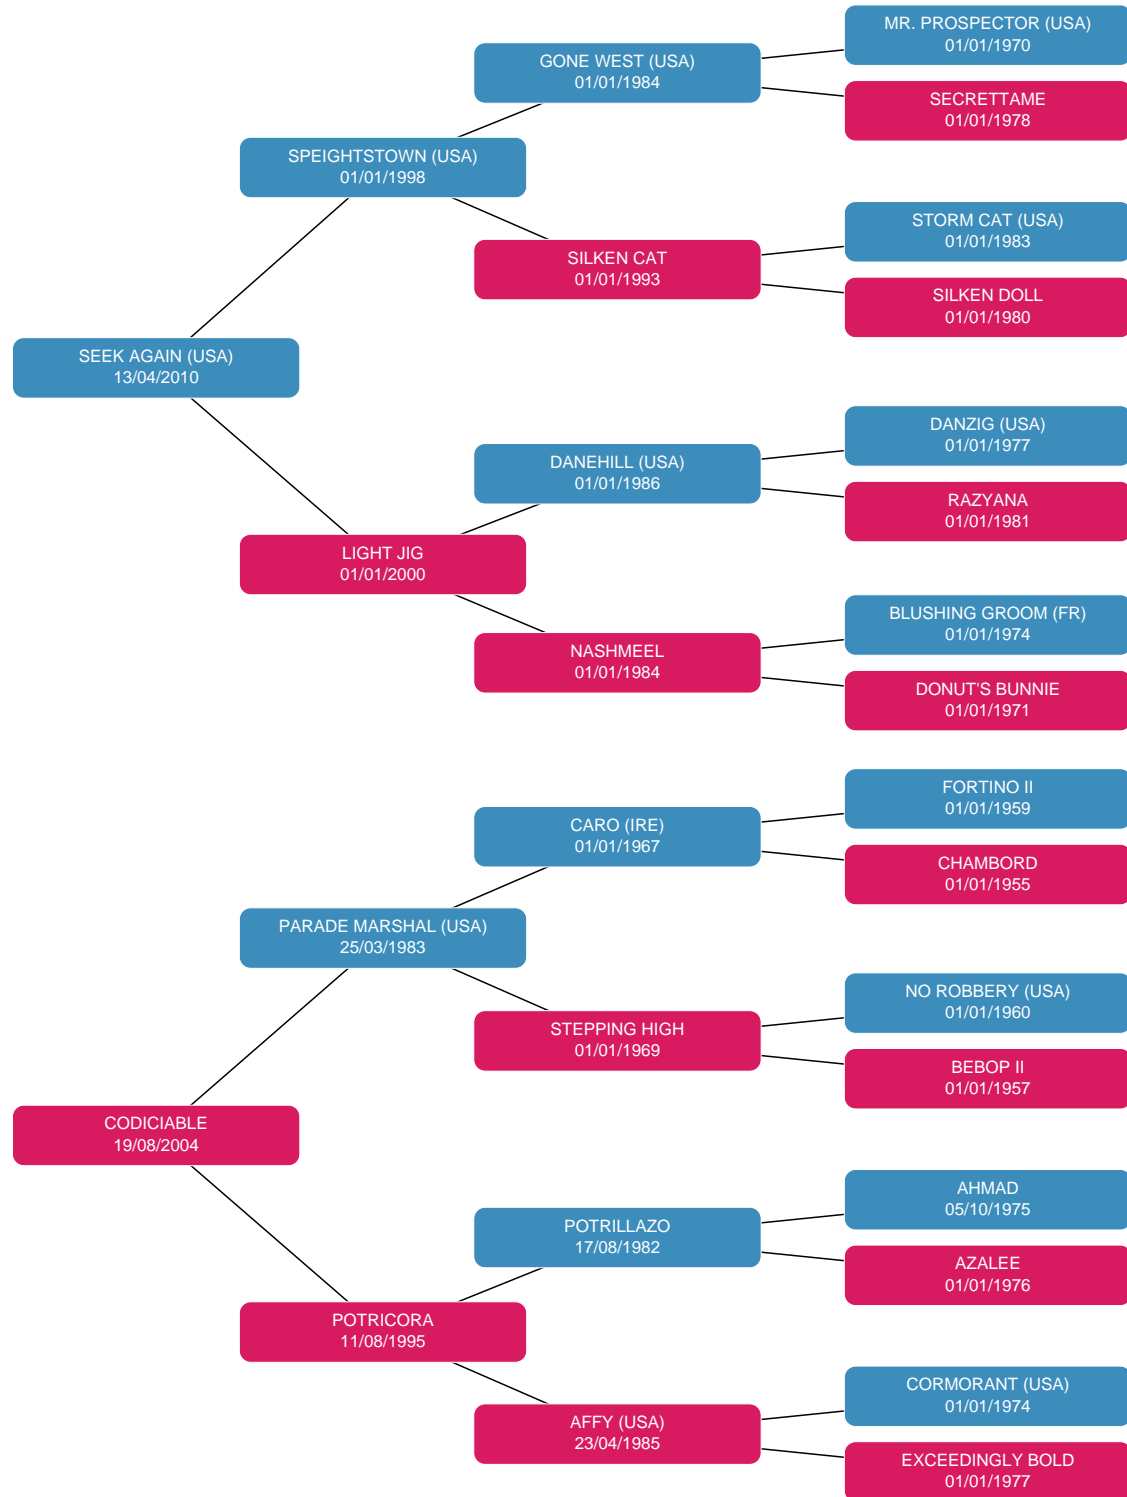 MR. PROSPECTOR (USA)
01/01/1970
GONE WEST (USA)
01/01/1984
SECRETTAME
01/01/1978
SPEIGHTSTOWN (USA)
01/01/1998
STORM CAT (USA)
01/01/1983
SILKEN CAT
01/01/1993
SILKEN DOLL
01/01/1980
SEEK AGAIN (USA)
13/04/2010
DANZIG (USA)
01/01/1977
DANEHILL (USA)
01/01/1986
RAZYANA
01/01/1981
LIGHT JIG
01/01/2000
BLUSHING GROOM (FR)
01/01/1974
NASHMEEL
01/01/1984
DONUT'S BUNNIE
01/01/1971
FORTINO II
01/01/1959
CARO (IRE)
01/01/1967
CHAMBORD
01/01/1955
PARADE MARSHAL (USA)
25/03/1983
NO ROBBERY (USA)
01/01/1960
STEPPING HIGH
01/01/1969
BEBOP II
01/01/1957
CODICIABLE
19/08/2004
AHMAD
05/10/1975
POTRILLAZO
17/08/1982
AZALEE
01/01/1976
POTRICORA
11/08/1995
CORMORANT (USA)
01/01/1974
AFFY (USA)
23/04/1985
EXCEEDINGLY BOLD
01/01/1977